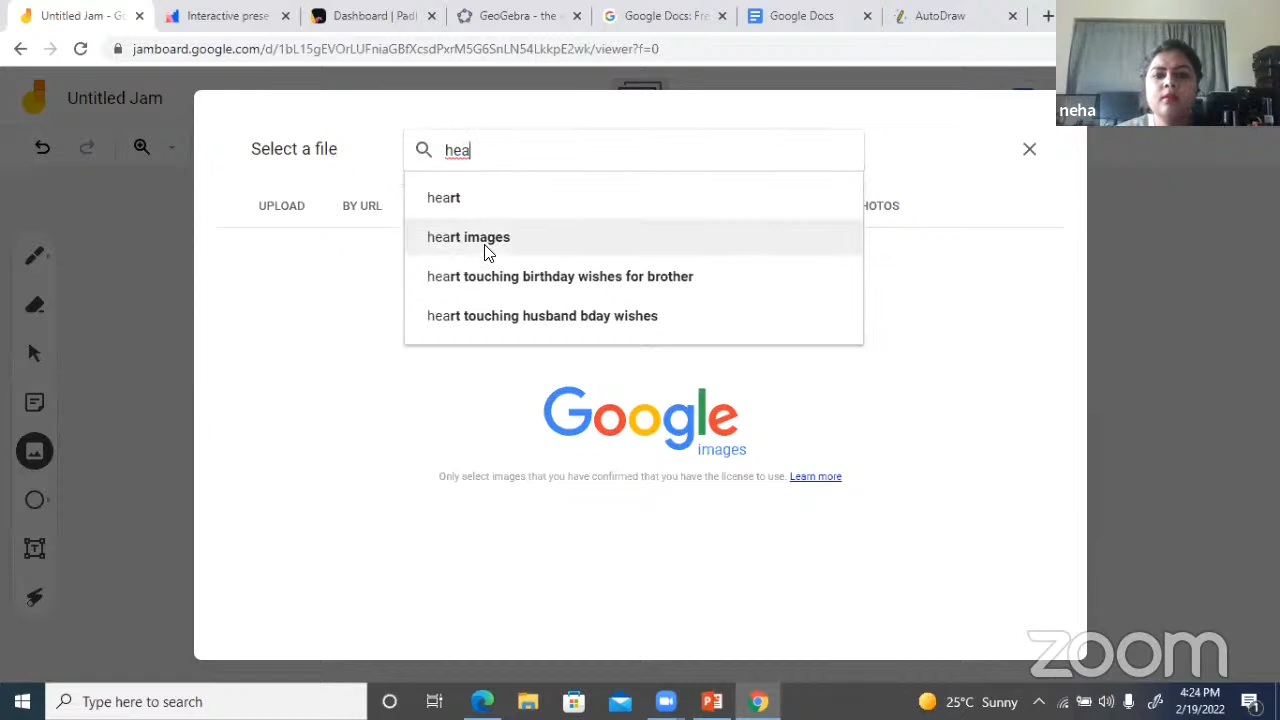 Untitled Jam - Go
Interactive prese
Dashboard | Padl
GeoGebra - the w
Google Docs: Fre
Google Docs
AutoDraw
jamboard.google.com/d/1bL15gEVOrLUFniaGBfXcsdPxrM5G6SnLN54LkkpE2wk/viewer?f=0
neha
Untitled Jam
Select a file
hea
UPLOAD
BY URL
HOTOS
heart
heart images
heart touching birthday wishes for brother
heart touching husband bday wishes
Google
images
Only select images that you have confirmed that you have the license to use. Learn more
zoom
Type here to search
25°C Sunny
4:24 PM
2/19/2022
1